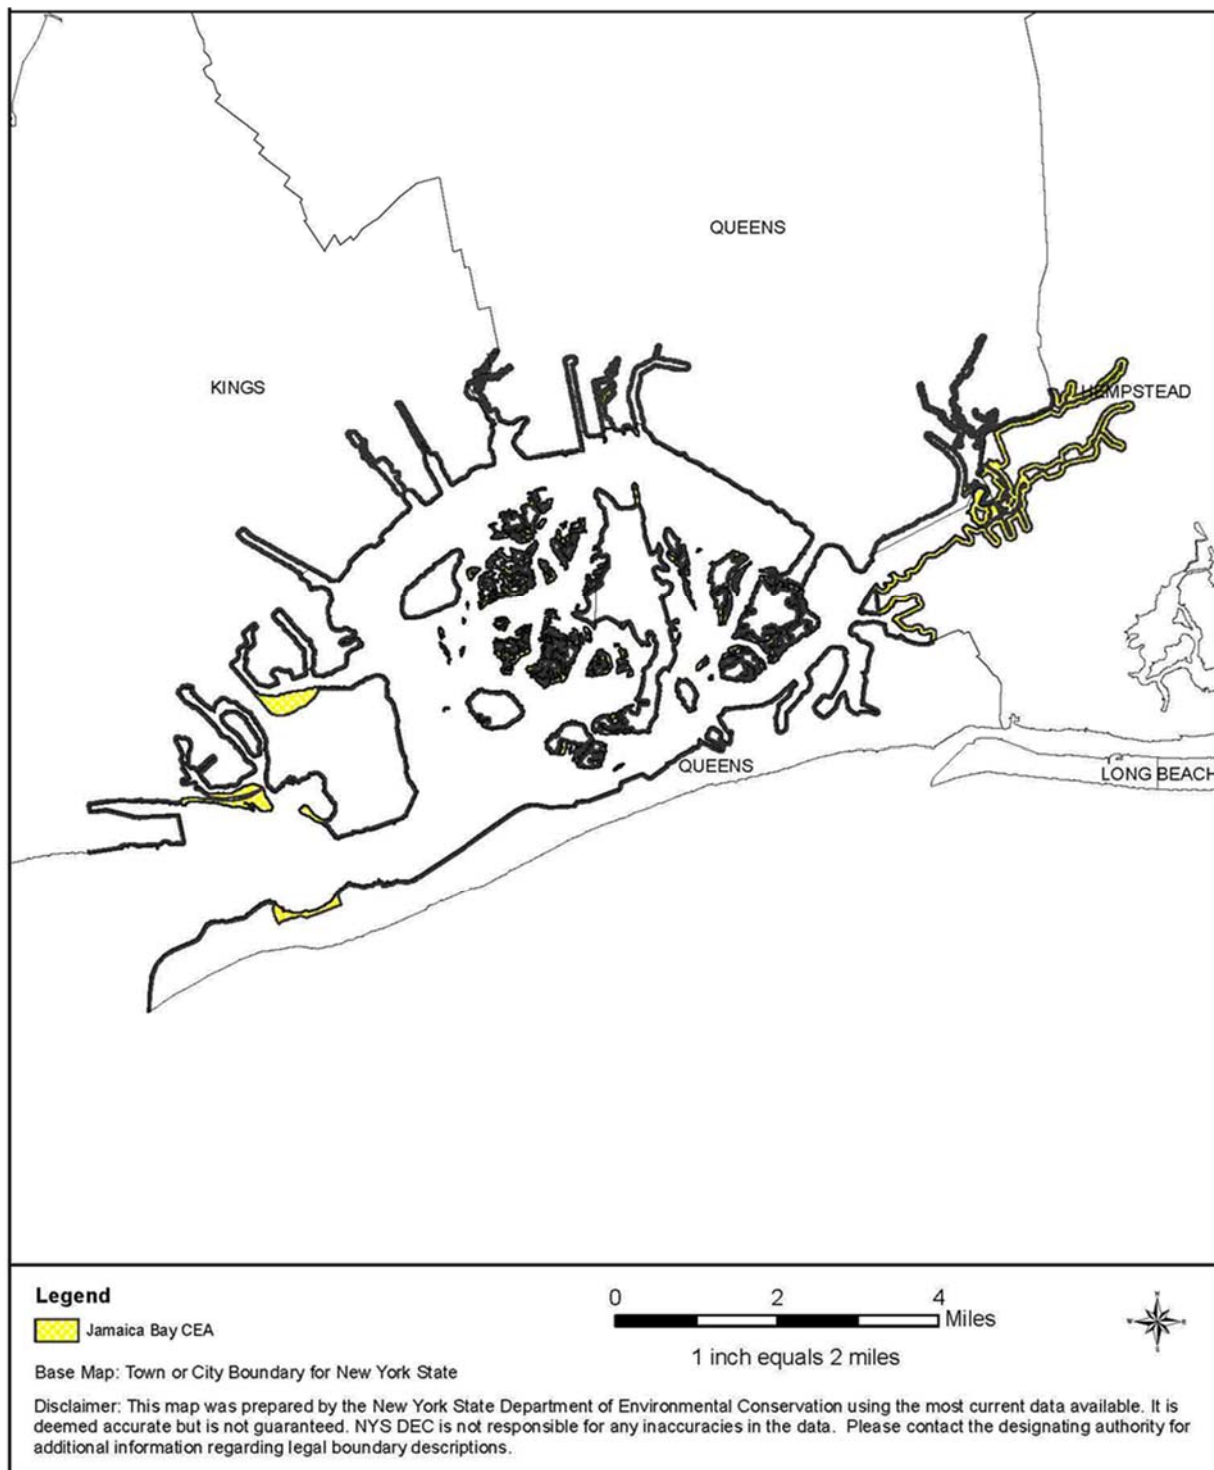 QUEENS
KINGS
HEMPSTEAD
QUEENS
LONG BEACH
Legend
Jamaica Bay CEA
0 2 4
Miles
1 inch equals 2 miles
N
W E
S
Base Map: Town or City Boundary for New York State
Disclaimer: This map was prepared by the New York State Department of Environmental Conservation using the most current data available. It is
deemed accurate but is not guaranteed. NYS DEC is not responsible for any inaccuracies in the data. Please contact the designating authority for
additional information regarding legal boundary descriptions.